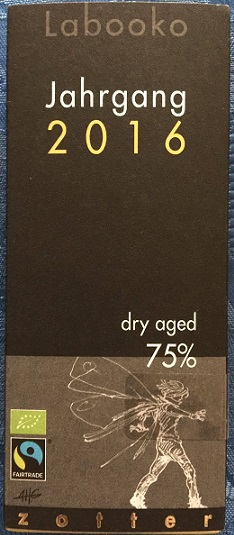 Labooko
Jahrgang
2016
dry aged
75%
FAIRTRADE
zotter